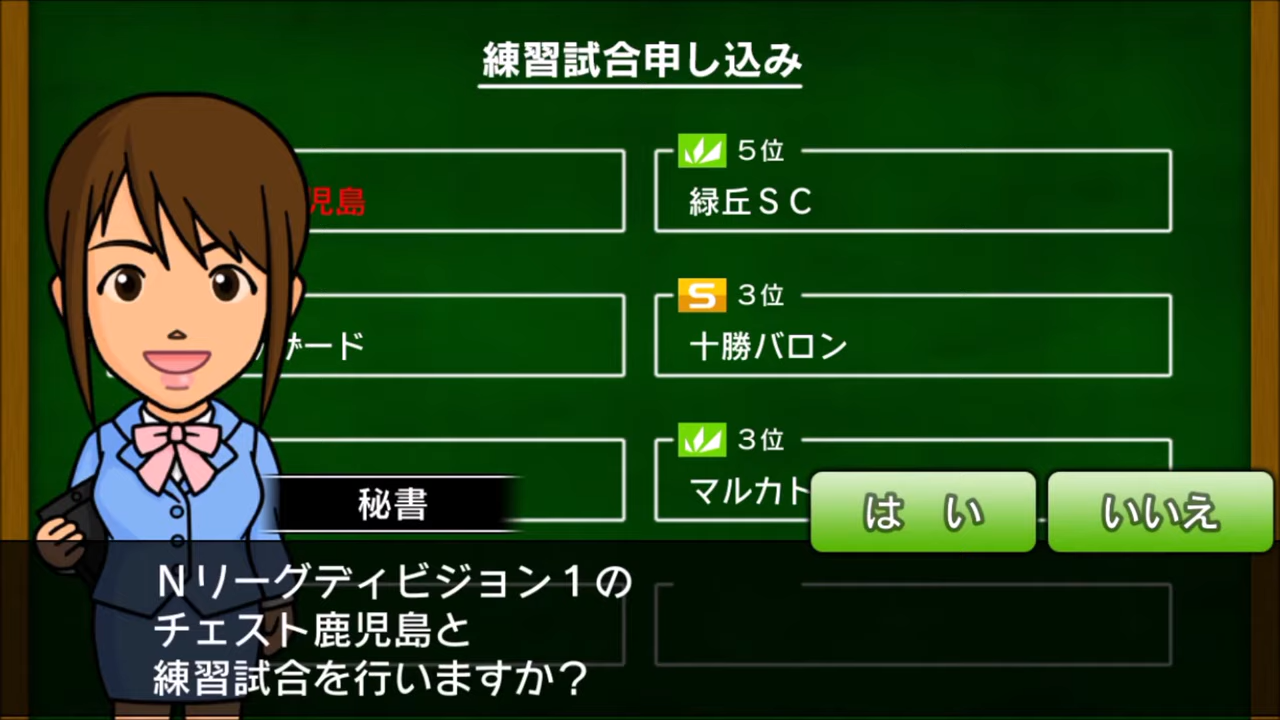 練習試合申し込み
児島
5位
緑丘SC
ザード
S 3位
十勝バロン
3位
マルカト
秘書
は い
いいえ
Nリーグディビジョン1の
チェスト鹿児島と
練習試合を行いますか?